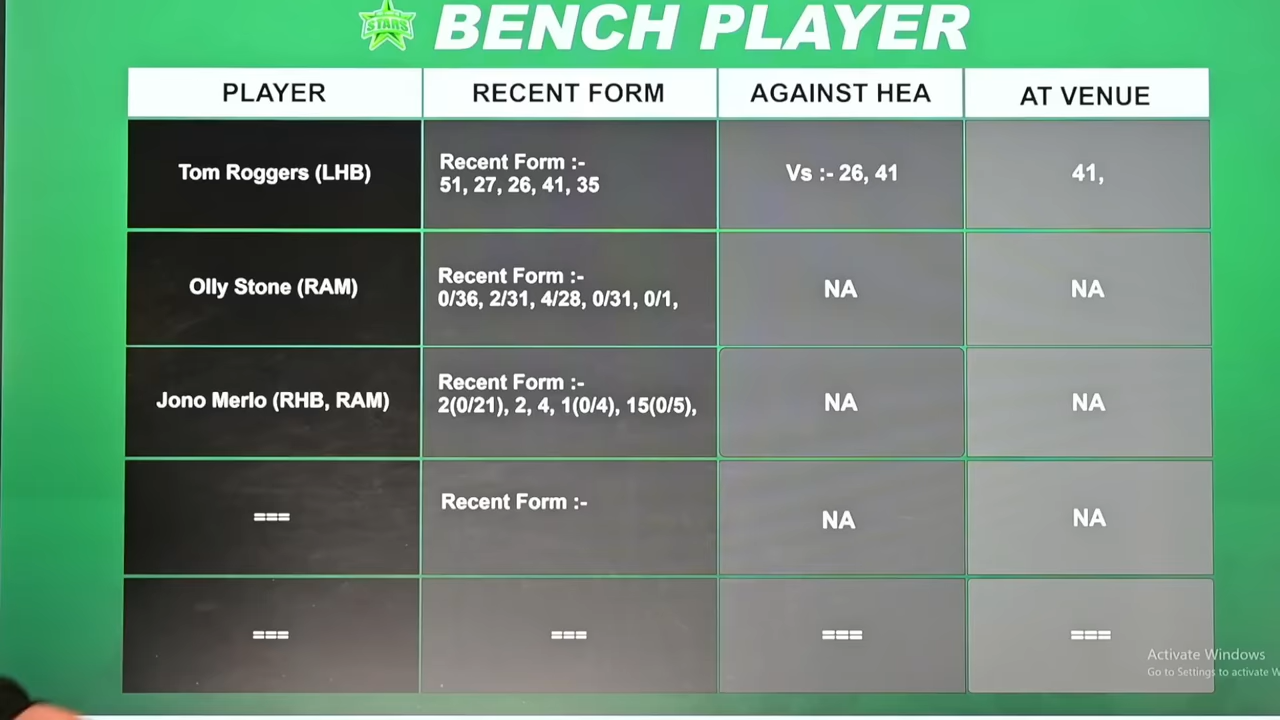 STARS
BENCH PLAYER
PLAYER
RECENT FORM
AGAINST HEA
AT VENUE
Tom Roggers (LHB)
Recent Form :-
51, 27, 26, 41, 35
Vs :- 26, 41
41,
Olly Stone (RAM)
Recent Form :-
0/36, 2/31, 4/28, 0/31, 0/1,
NA
NA
Jono Merlo (RHB, RAM)
Recent Form :-
2(0/21), 2, 4, 1(0/4), 15(0/5),
NA
NA
===
Recent Form :-
NA
NA
===
===
===
===
Activate Windows
Go to Settings to activate W